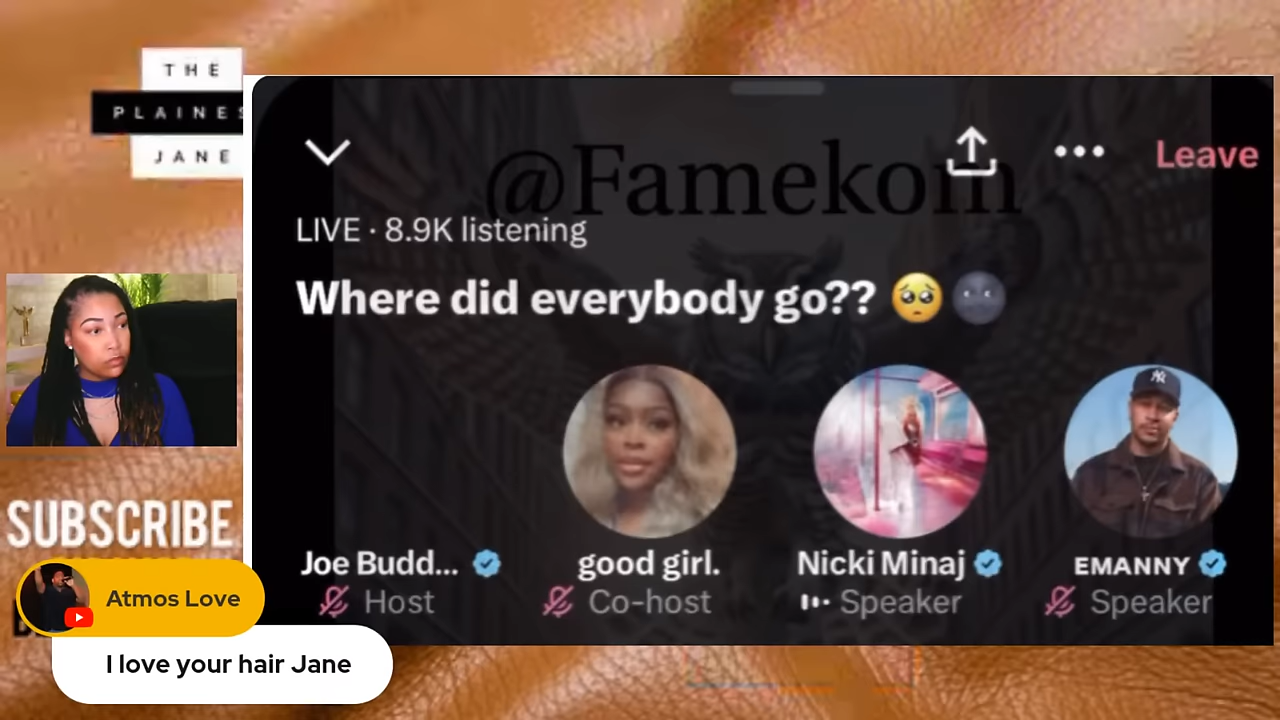 THE
PLAINES
JANE
@Famekom
Leave
LIVE · 8.9K listening
Where did everybody go?? 🥺🌚
Joe Budd...
Host
good girl.
Co-host
Nicki Minaj
Speaker
EMANNY
Speaker
SUBSCRIBE
Atmos Love
I love your hair Jane